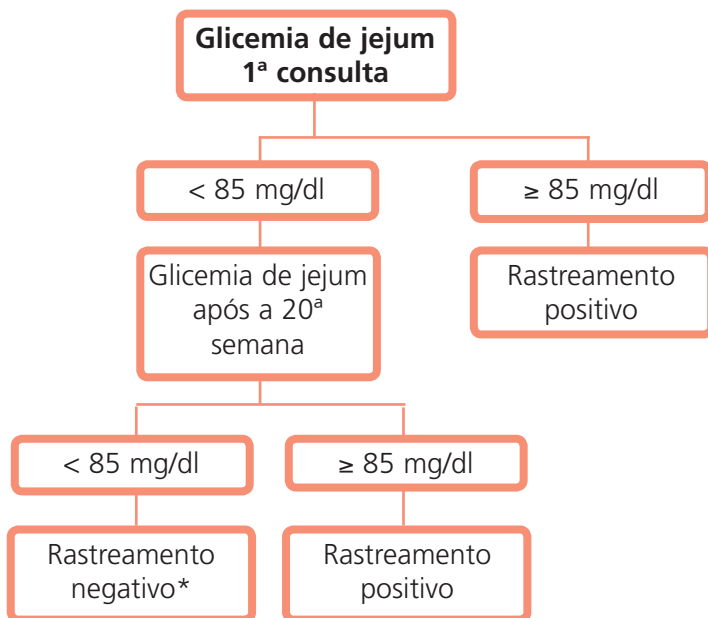 Glicemia de jejum
1ª consulta
< 85 mg/dl
≥ 85 mg/dl
Glicemia de jejum
após a 20ª
semana
Rastreamento
positivo
< 85 mg/dl
≥ 85 mg/dl
Rastreamento
negativo*
Rastreamento
positivo